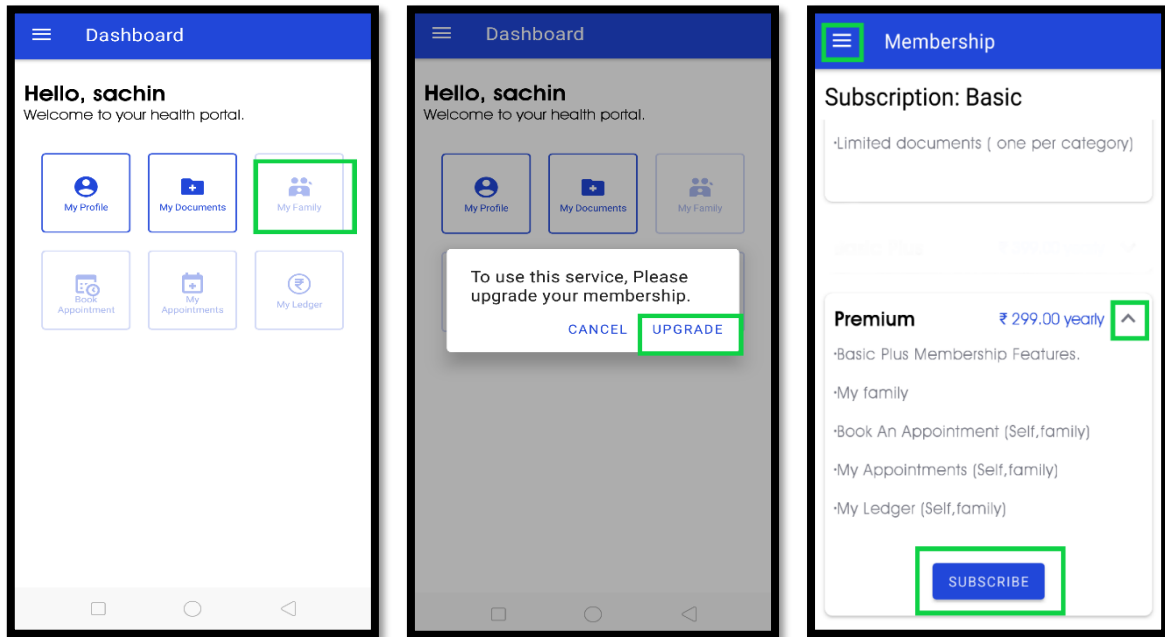 Dashboard
Hello, sachin
Welcome to your health portal.
My Profile
My Documents
My Family
Book
Appointment
My
Appointments
My Ledger
Dashboard
Hello, sachin
Welcome to your health portal.
My Profile
My Documents
My Family
To use this service, Please
upgrade your membership.
CANCEL UPGRADE
Membership
Subscription: Basic
·Limited documents ( one per category)
Premium ₹ 299.00 yearly
·Basic Plus Membership Features.
·My family
·Book An Appointment (Self,family)
·My Appointments (Self,family)
·My Ledger (Self,family)
SUBSCRIBE